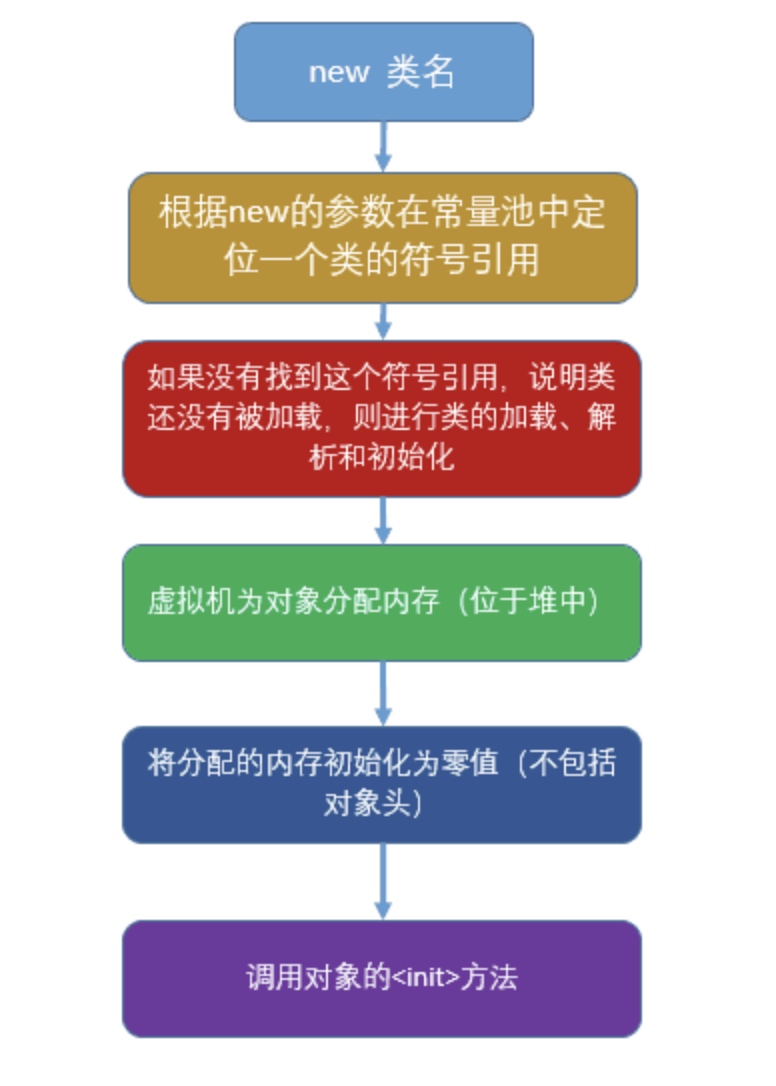 new 类名
根据new的参数在常量池中定
位一个类的符号引用
如果没有找到这个符号引用，说明类
还没有被加载，则进行类的加载、解
析和初始化
虚拟机为对象分配内存（位于堆中）
将分配的内存初始化为零值（不包括
对象头）
调用对象的<init>方法